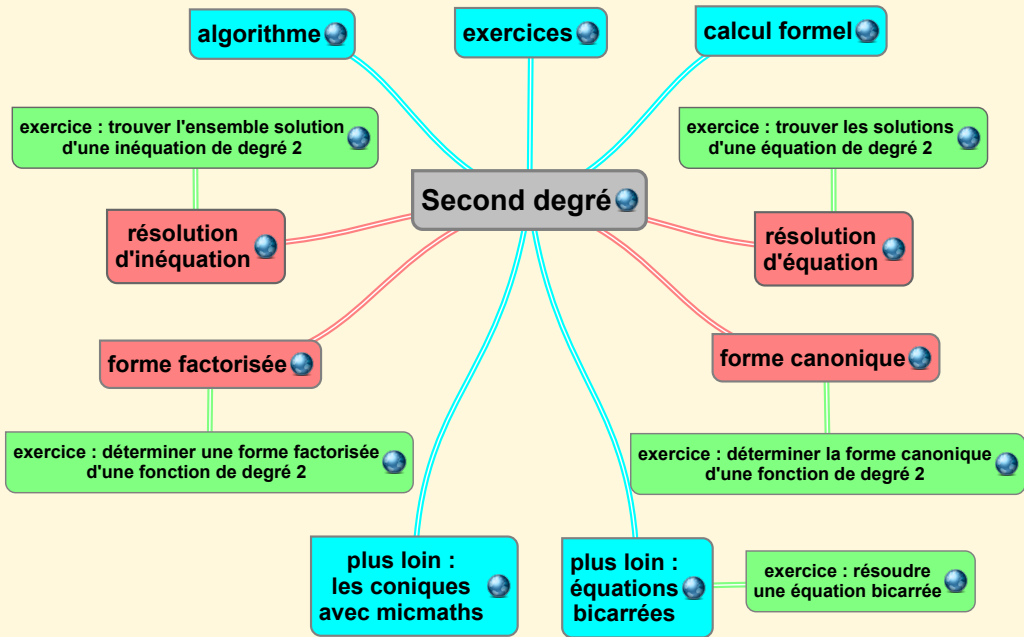 algorithme
exercices
calcul formel
exercice : trouver l'ensemble solution
d'une inéquation de degré 2
exercice : trouver les solutions
d'une équation de degré 2
Second degré
résolution
d'inéquation
résolution
d'équation
forme factorisée
forme canonique
exercice : déterminer une forme factorisée
d'une fonction de degré 2
exercice : déterminer la forme canonique
d'une fonction de degré 2
plus loin :
les coniques
avec micmaths
plus loin :
équations
bicarrées
exercice : résoudre
une équation bicarrée